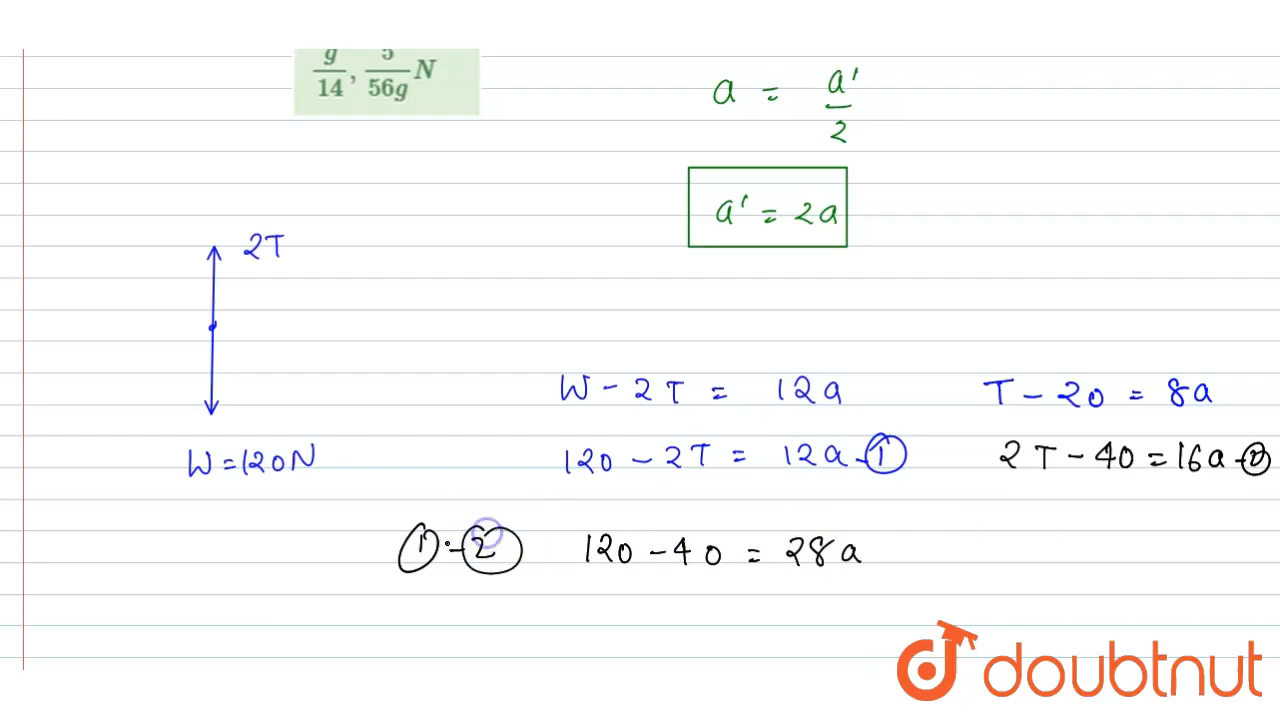 g/14, 5/56g N
a = a'/2
a' = 2a
2T
W - 2T = 12a
T - 20 = 8a
W = 120N
120 - 2T = 12a - ①
2T - 40 = 16a - ②
① - ② 120 - 40 = 28a
doubtnut